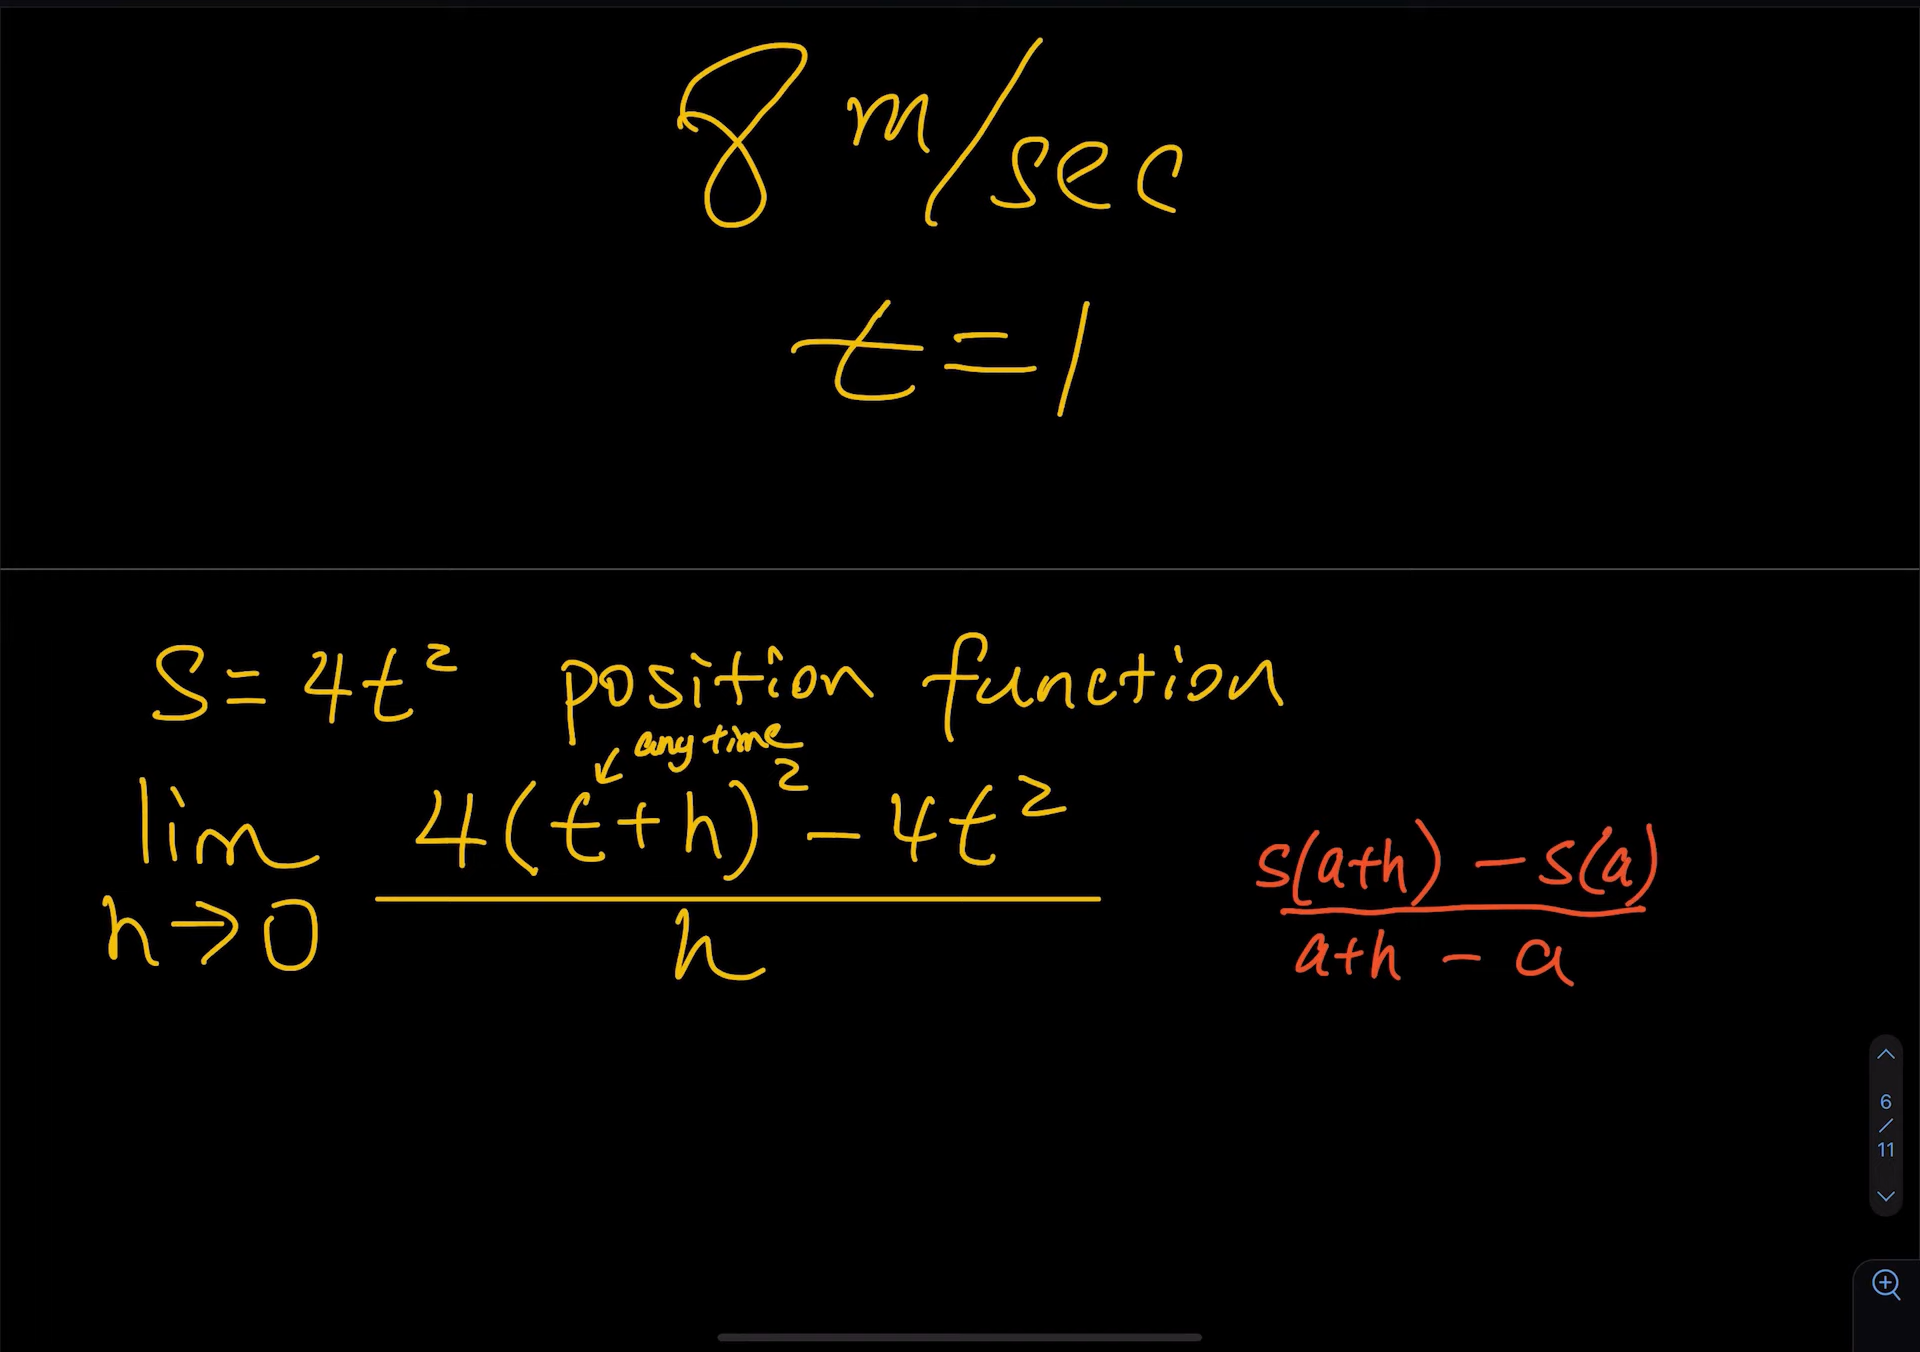 8 m/sec
t=1
S=4t² position function
any time
lim 4(t+h)²-4t²
h→0 h
s(a+h)-s(a)
a+h - a
6
/
11